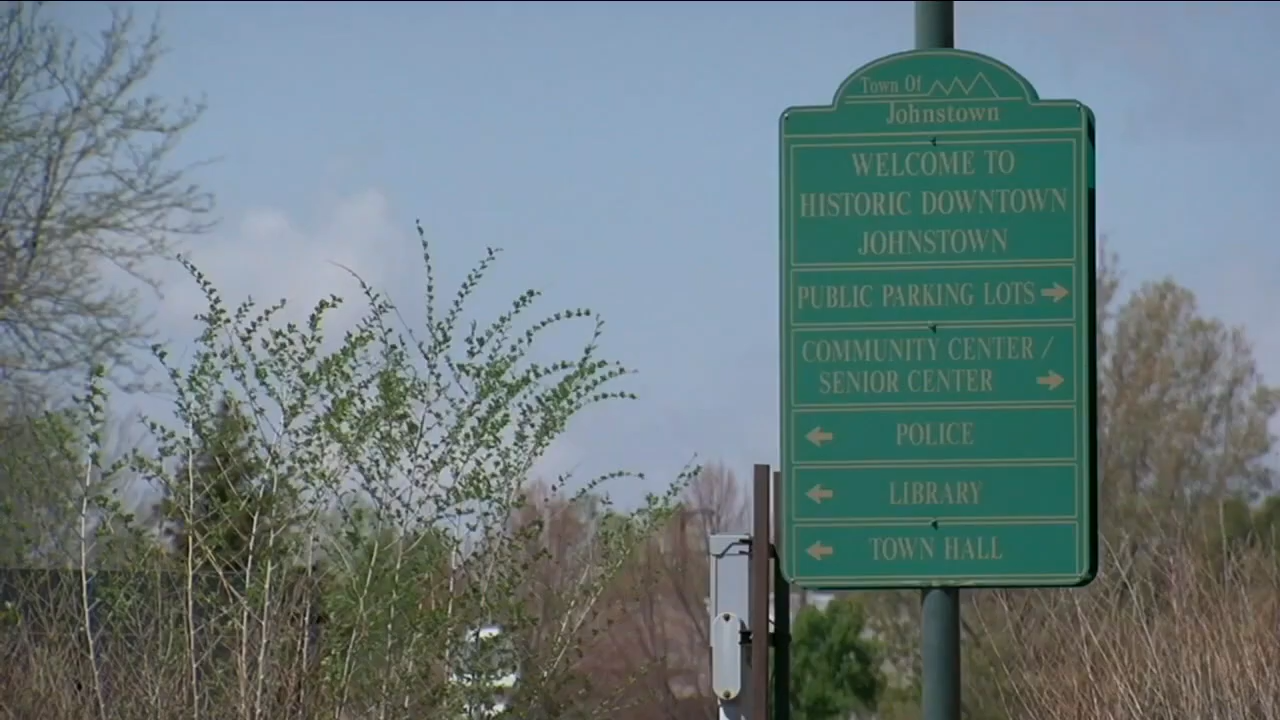 Town Of
Johnstown
WELCOME TO
HISTORIC DOWNTOWN
JOHNSTOWN
PUBLIC PARKING LOTS
COMMUNITY CENTER /
SENIOR CENTER
POLICE
LIBRARY
TOWN HALL